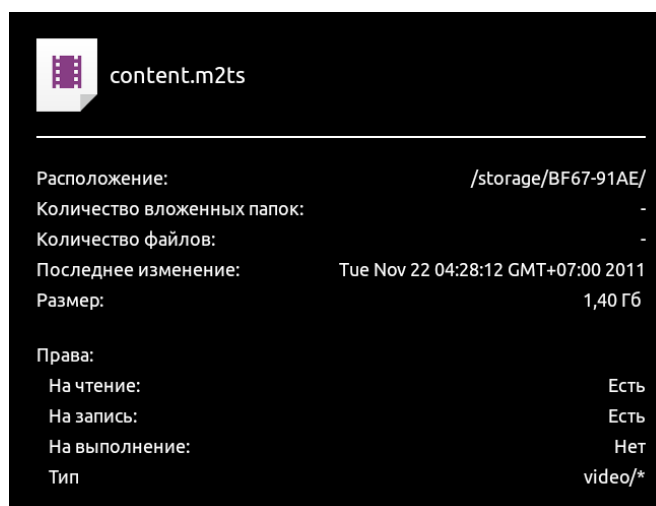 content.m2ts
Расположение: /storage/BF67-91AE/
Количество вложенных папок: -
Количество файлов: -
Последнее изменение: Tue Nov 22 04:28:12 GMT+07:00 2011
Размер: 1,40 Гб
Права:
На чтение: Есть
На запись: Есть
На выполнение: Нет
Тип video/*